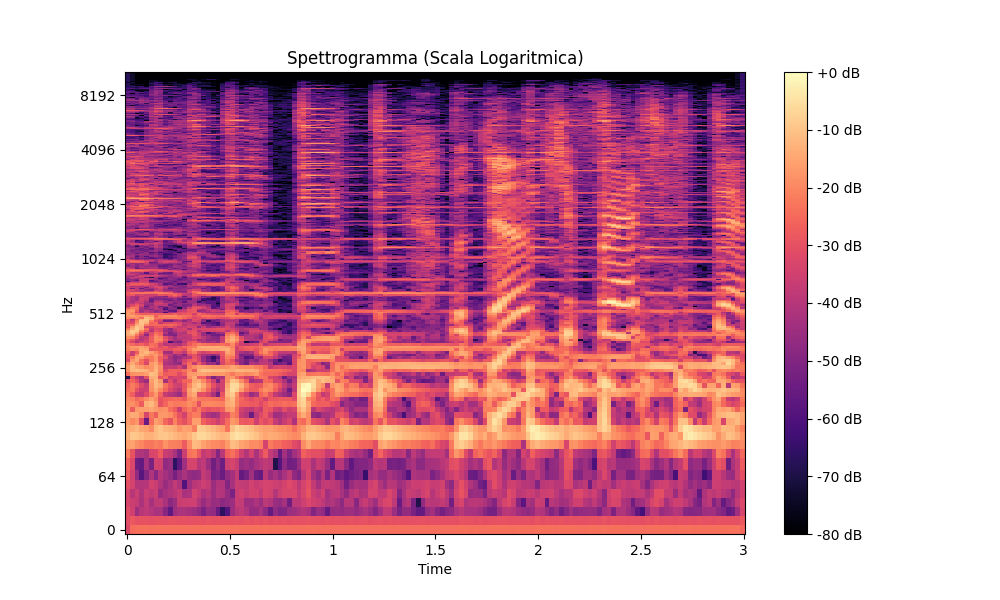 Spettrogramma (Scala Logaritmica)
Hz
8192
4096
2048
1024
512
256
128
64
0
0
0.5
1
1.5
2
2.5
3
Time
+0 dB
-10 dB
-20 dB
-30 dB
-40 dB
-50 dB
-60 dB
-70 dB
-80 dB